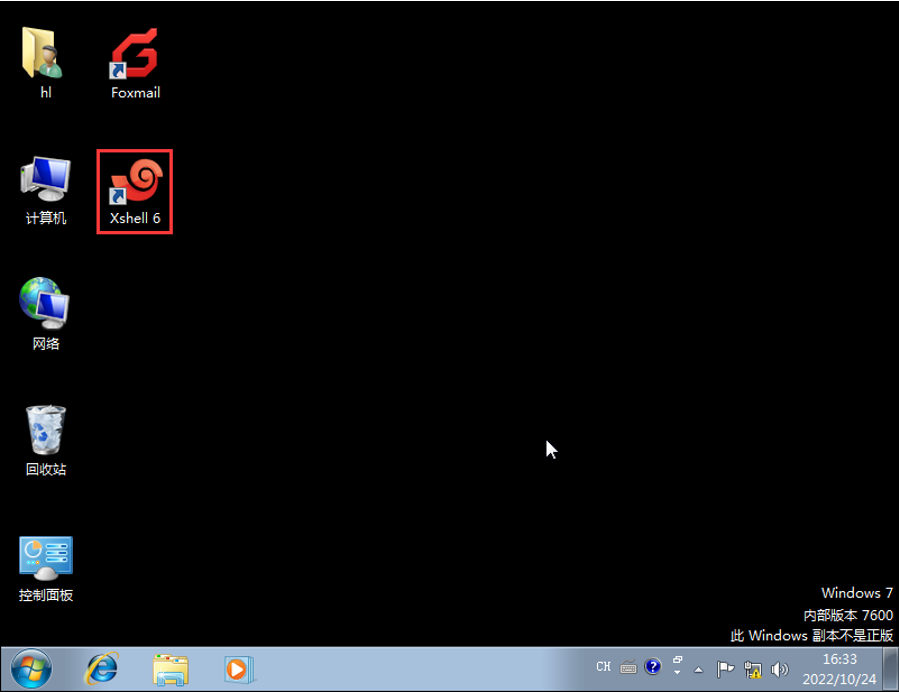 hl
Foxmail
计算机
Xshell 6
网络
回收站
控制面板
Windows 7
内部版本 7600
此 Windows 副本不是正版
CH
16:33
2022/10/24